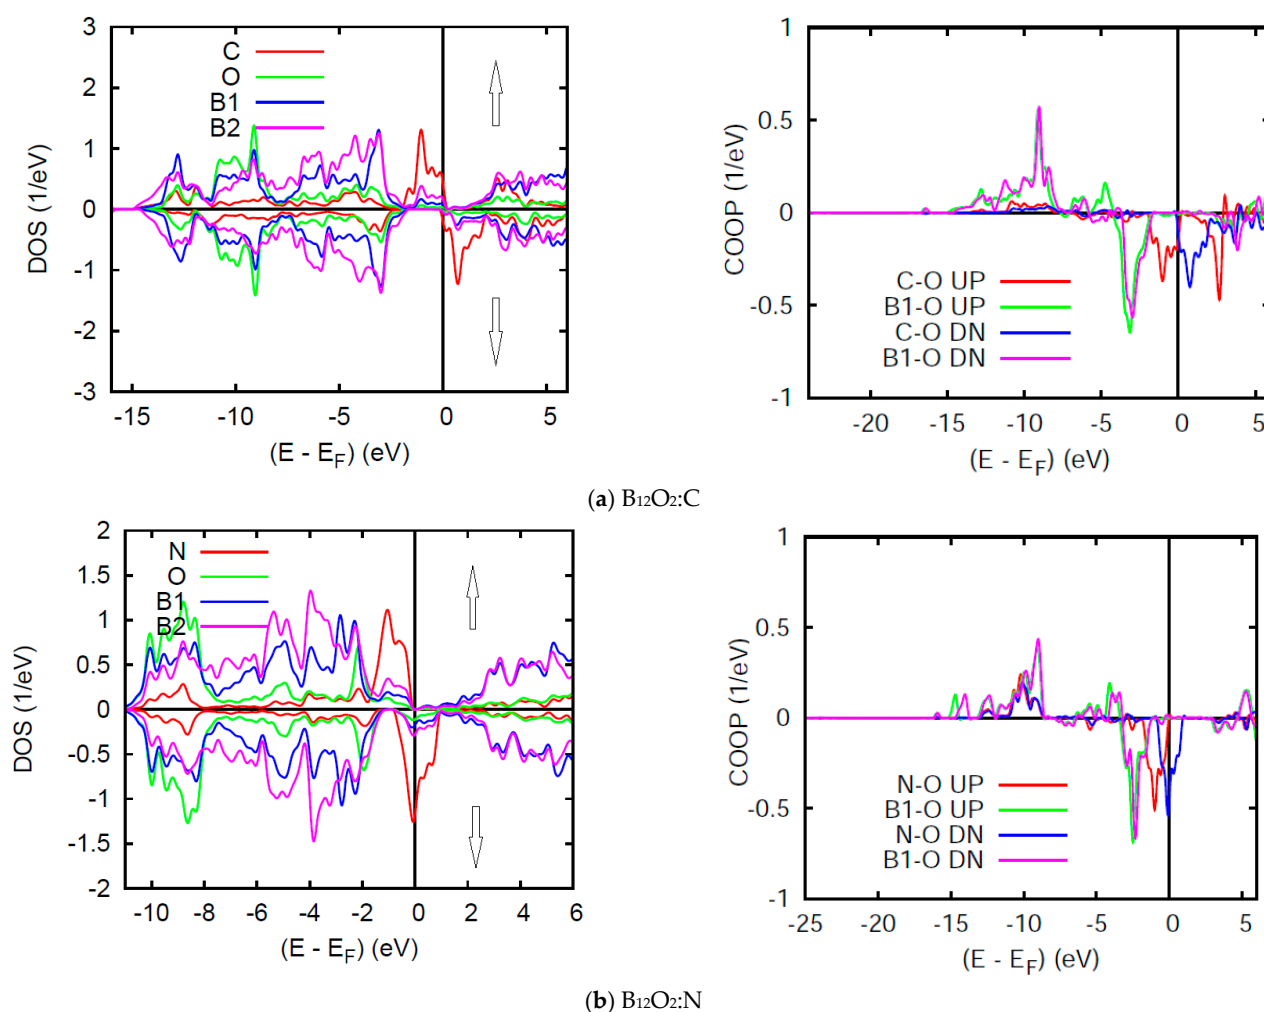 3
2
1
0
-1
-2
-3
DOS (1/eV)
C
O
B1
B2
-15
-10
-5
0
5
(E - E_F) (eV)
1
0.5
0
-0.5
-1
COOP (1/eV)
C-O UP
B1-O UP
C-O DN
B1-O DN
-20
-15
-10
-5
0
5
(E - E_F) (eV)
(a) B₁₂O₂:C
2
1.5
1
0.5
0
-0.5
-1
-1.5
-2
DOS (1/eV)
N
O
B1
B2
-10
-8
-6
-4
-2
0
2
4
6
(E - E_F) (eV)
1
0.5
0
-0.5
-1
COOP (1/eV)
N-O UP
B1-O UP
N-O DN
B1-O DN
-25
-20
-15
-10
-5
0
5
(E - E_F) (eV)
(b) B₁₂O₂:N